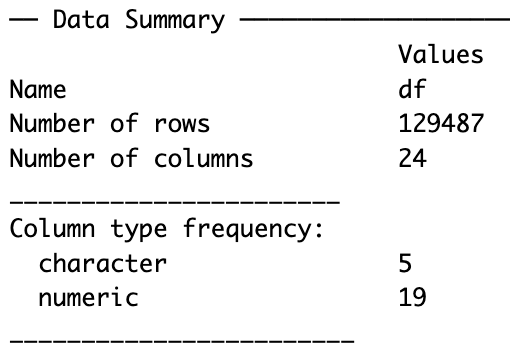 ── Data Summary ───────────────────
                           Values
Name                       df
Number of rows             129487
Number of columns          24
_______________________
Column type frequency:
  character                5
  numeric                  19
________________________